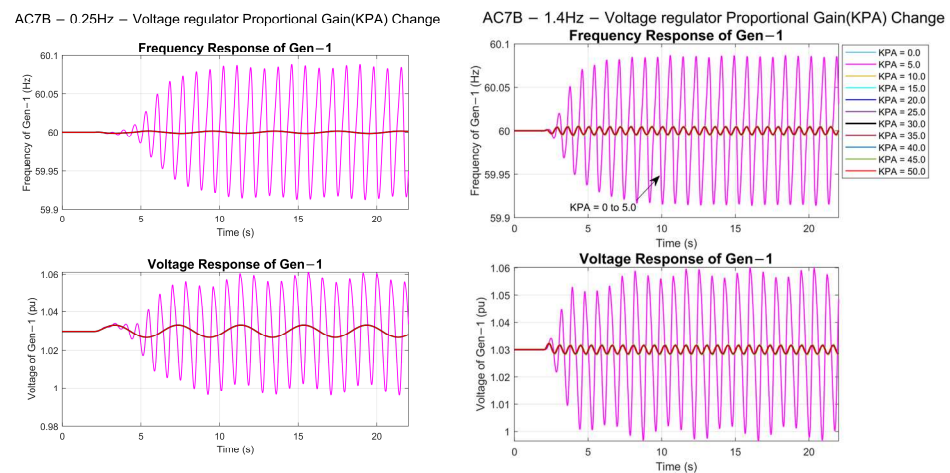 AC7B − 0.25Hz − Voltage regulator Proportional Gain(KPA) Change
Frequency Response of Gen−1
60.1
60.05
60
59.95
59.9
Frequency of Gen−1 (Hz)
0
5
10
15
20
Time (s)
Voltage Response of Gen−1
1.06
1.04
1.02
1
0.98
Voltage of Gen−1 (pu)
0
5
10
15
20
Time (s)
AC7B − 1.4Hz − Voltage regulator Proportional Gain(KPA) Change
Frequency Response of Gen−1
60.1
60.05
60
59.95
59.9
Frequency of Gen−1 (Hz)
KPA = 0 to 5.0
0
5
10
15
20
Time (s)
KPA = 0.0
KPA = 5.0
KPA = 10.0
KPA = 15.0
KPA = 20.0
KPA = 25.0
KPA = 30.0
KPA = 35.0
KPA = 40.0
KPA = 45.0
KPA = 50.0
Voltage Response of Gen−1
1.06
1.05
1.04
1.03
1.02
1.01
1
Voltage of Gen−1 (pu)
0
5
10
15
20
Time (s)